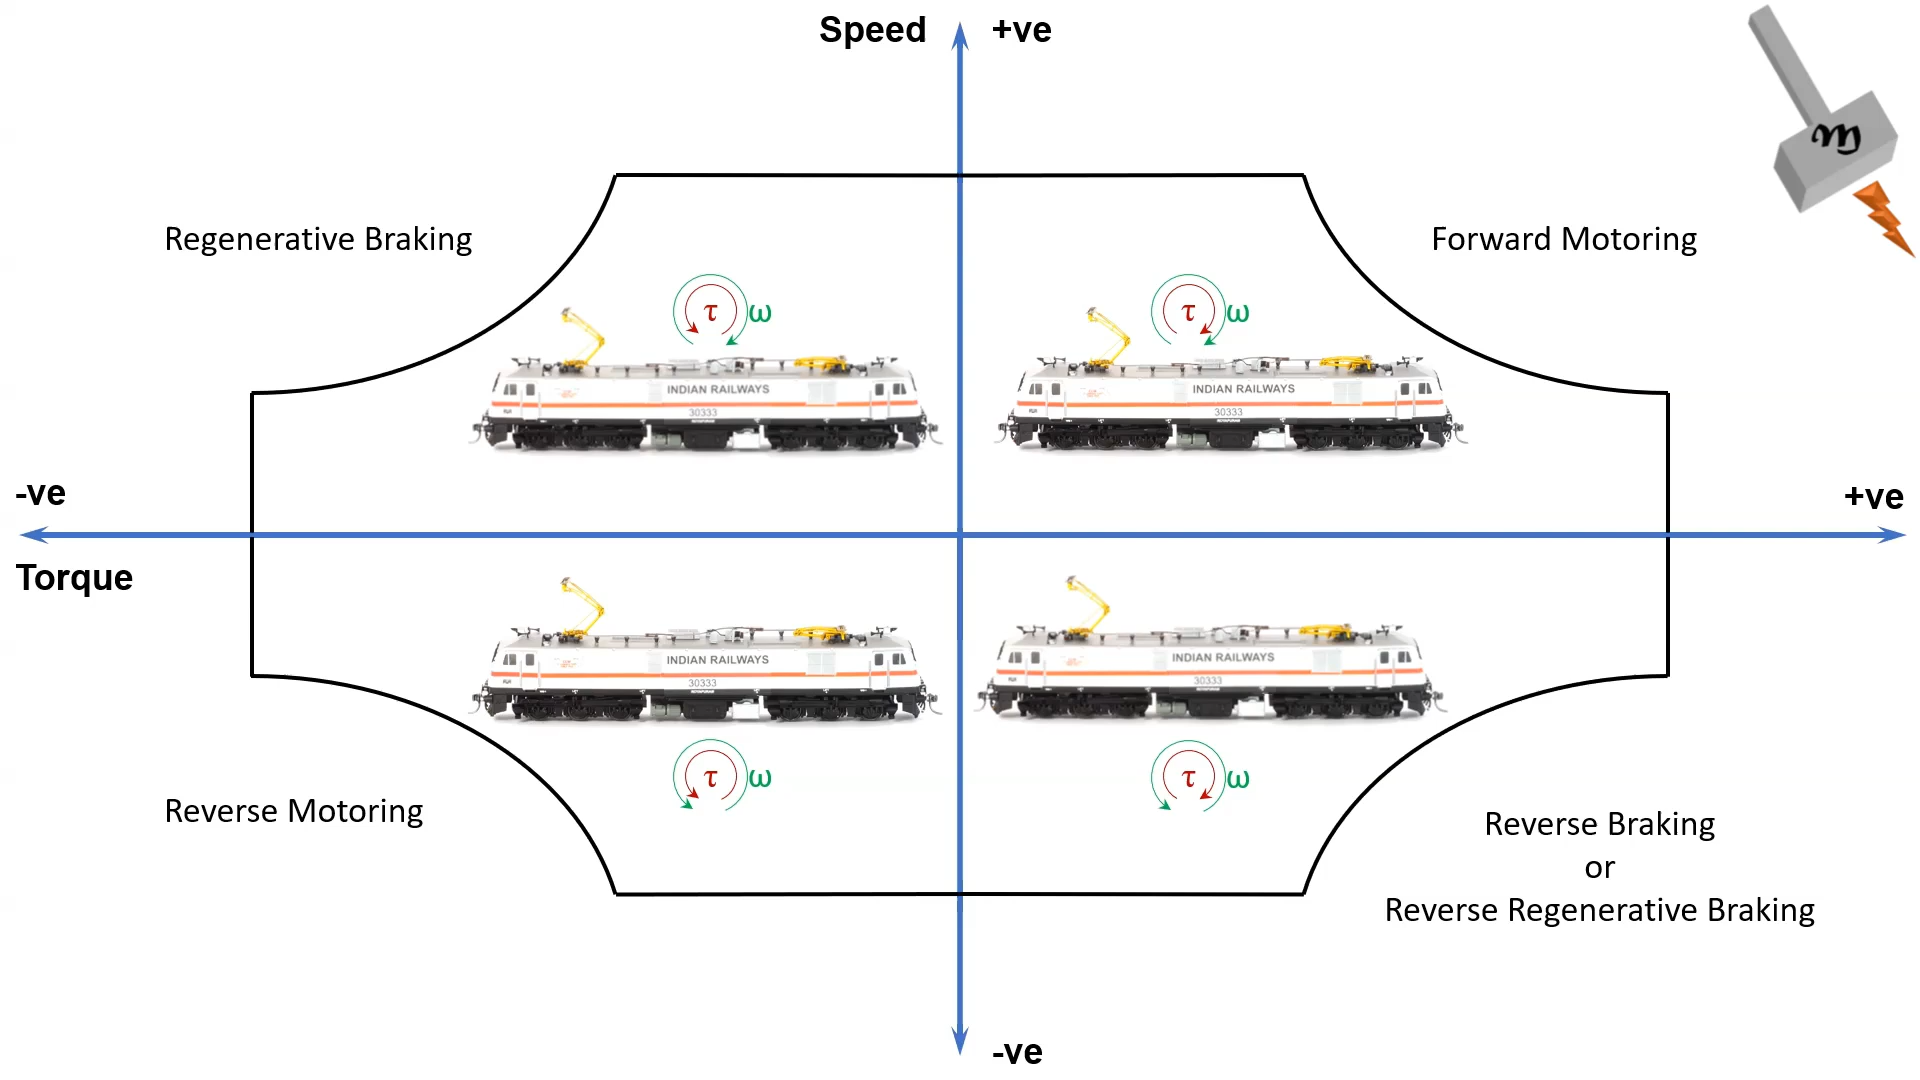 Speed
+ve
Regenerative Braking
Forward Motoring
τ
ω
τ
ω
INDIAN RAILWAYS
30333
INDIAN RAILWAYS
30333
-ve
+ve
Torque
INDIAN RAILWAYS
30333
INDIAN RAILWAYS
30333
τ
ω
τ
ω
Reverse Motoring
Reverse Braking
or
Reverse Regenerative Braking
-ve